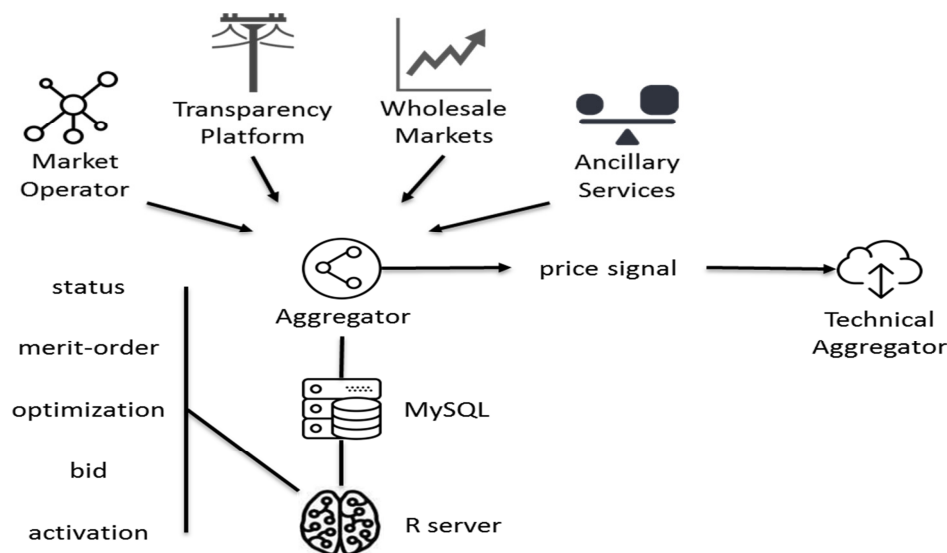 Transparency
Platform
Wholesale
Markets
Market
Operator
Ancillary
Services
price signal
Aggregator
Technical
Aggregator
status
merit-order
optimization
bid
activation
MySQL
R server